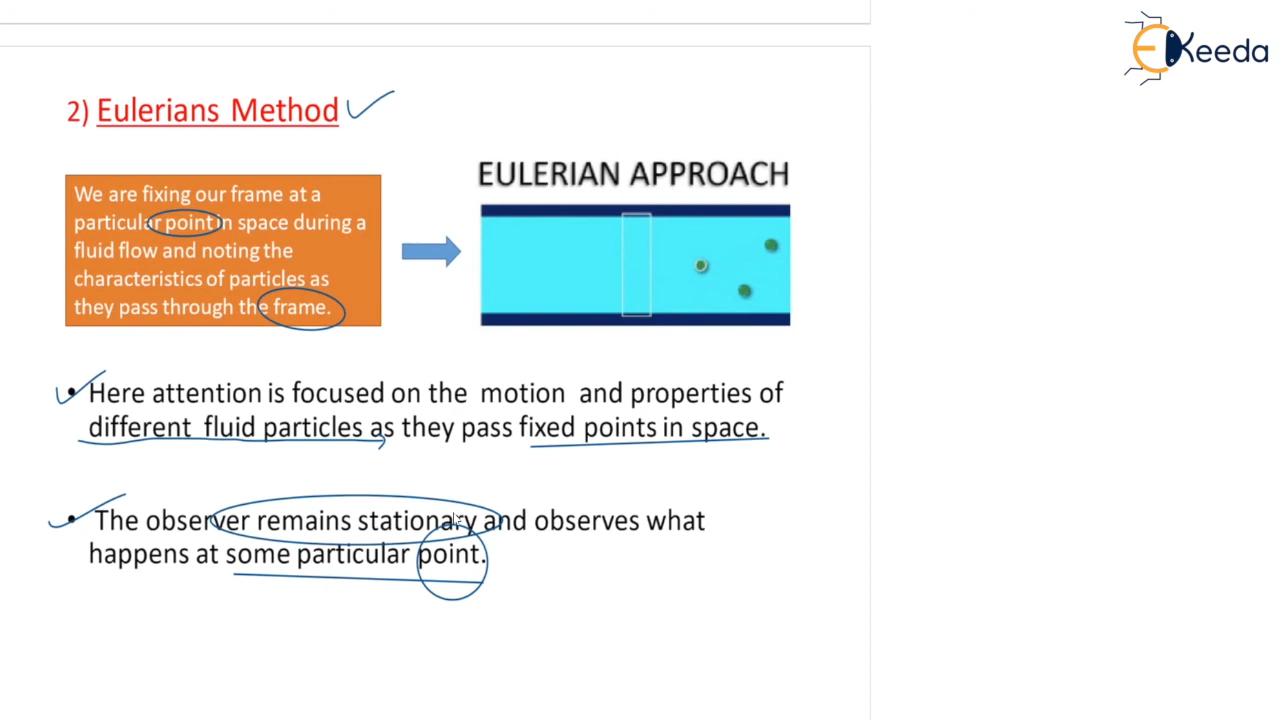 EKeeda
2) Eulerians Method
We are fixing our frame at a
particular point in space during a
fluid flow and noting the
characteristics of particles as
they pass through the frame.
EULERIAN APPROACH
• Here attention is focused on the motion and properties of
different fluid particles as they pass fixed points in space.
• The observer remains stationary and observes what
happens at some particular point.